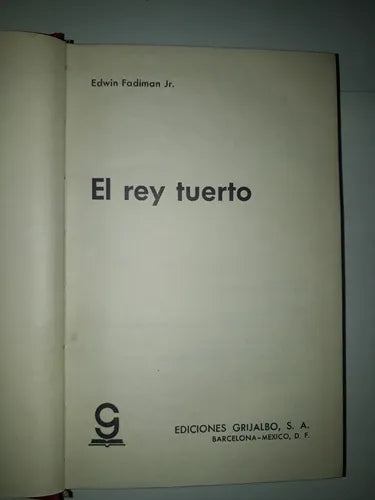 Edwin Fadiman Jr.
El rey tuerto
EDICIONES GRIJALBO, S. A.
BARCELONA-MEXICO, D. F.